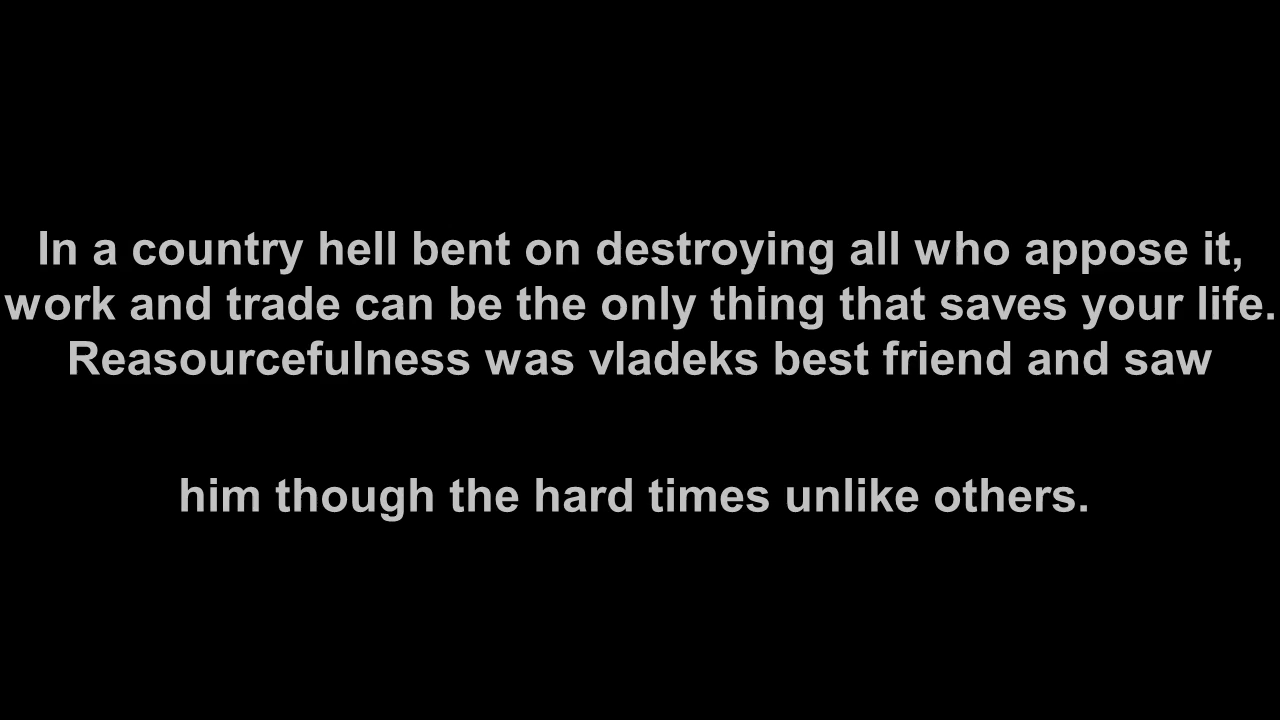 In a country hell bent on destroying all who appose it,
work and trade can be the only thing that saves your life.
Reasourcefulness was vladeks best friend and saw
him though the hard times unlike others.